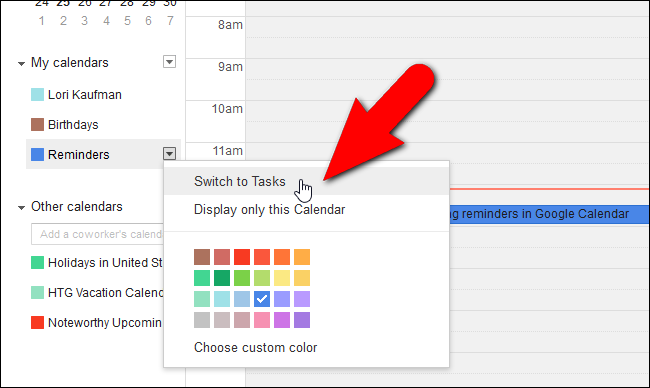 24 25 26 27 28 29 30
1 2 3 4 5 6 7
My calendars
Lori Kaufman
Birthdays
Reminders
Other calendars
Add a coworker's calend
Holidays in United St
HTG Vacation Calend
Noteworthy Upcomin
8am
9am
10am
11am
Switch to Tasks
Display only this Calendar
Choose custom color
reminders in Google Calendar